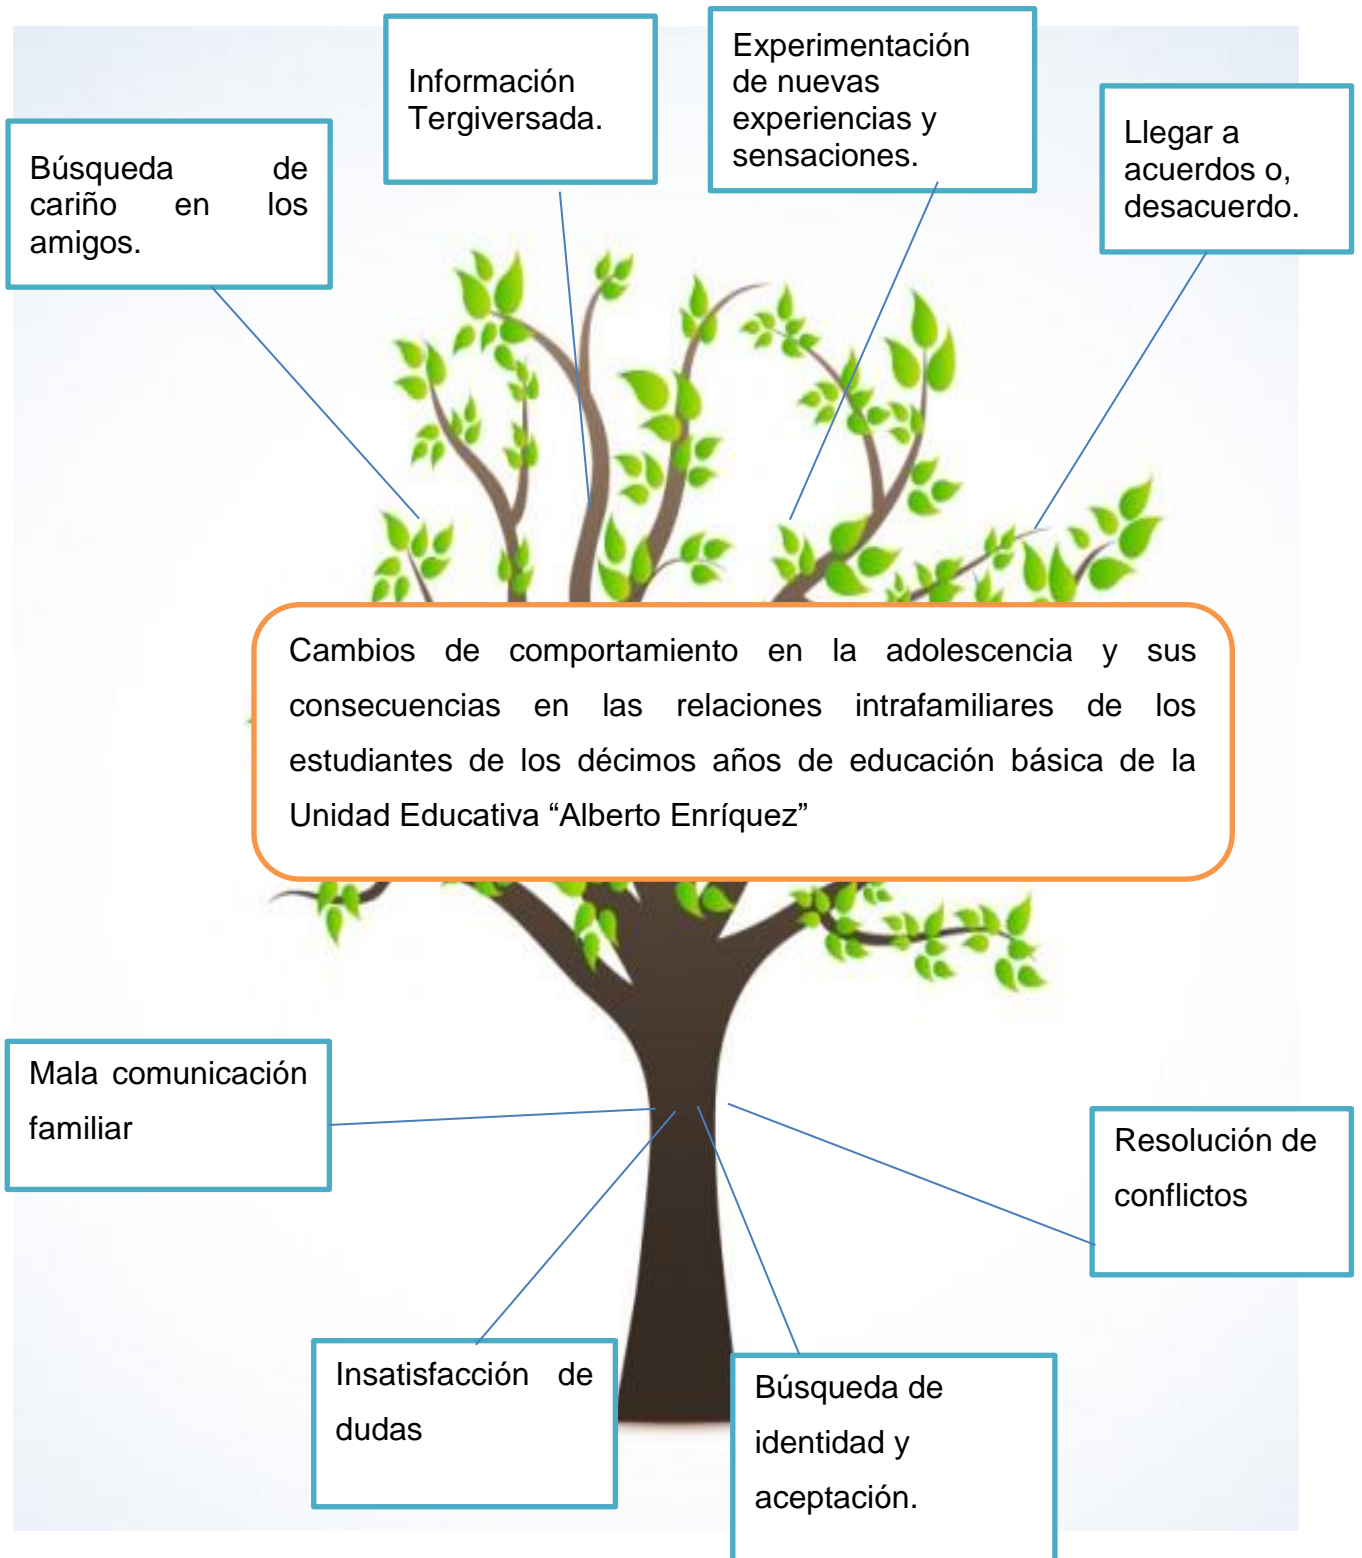 Búsqueda de
cariño en los
amigos.
Información
Tergiversada.
Experimentación
de nuevas
experiencias y
sensaciones.
Llegar a
acuerdos o,
desacuerdo.
Cambios de comportamiento en la adolescencia y sus
consecuencias en las relaciones intrafamiliares de los
estudiantes de los décimos años de educación básica de la
Unidad Educativa “Alberto Enríquez”
Mala comunicación
familiar
Insatisfacción de
dudas
Búsqueda de
identidad y
aceptación.
Resolución de
conflictos